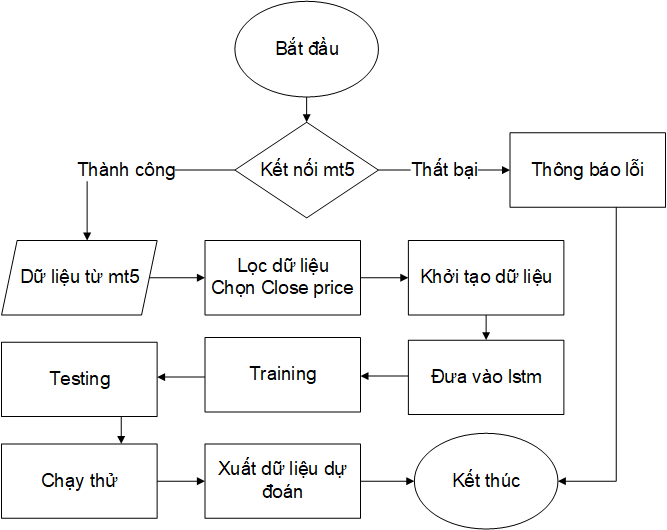 Bắt đầu
Thành công
Kết nối mt5
Thất bại
Thông báo lỗi
Dữ liệu từ mt5
Lọc dữ liệu
Chọn Close price
Khởi tạo dữ liệu
Đưa vào lstm
Training
Testing
Chạy thử
Xuất dữ liệu dự
đoán
Kết thúc